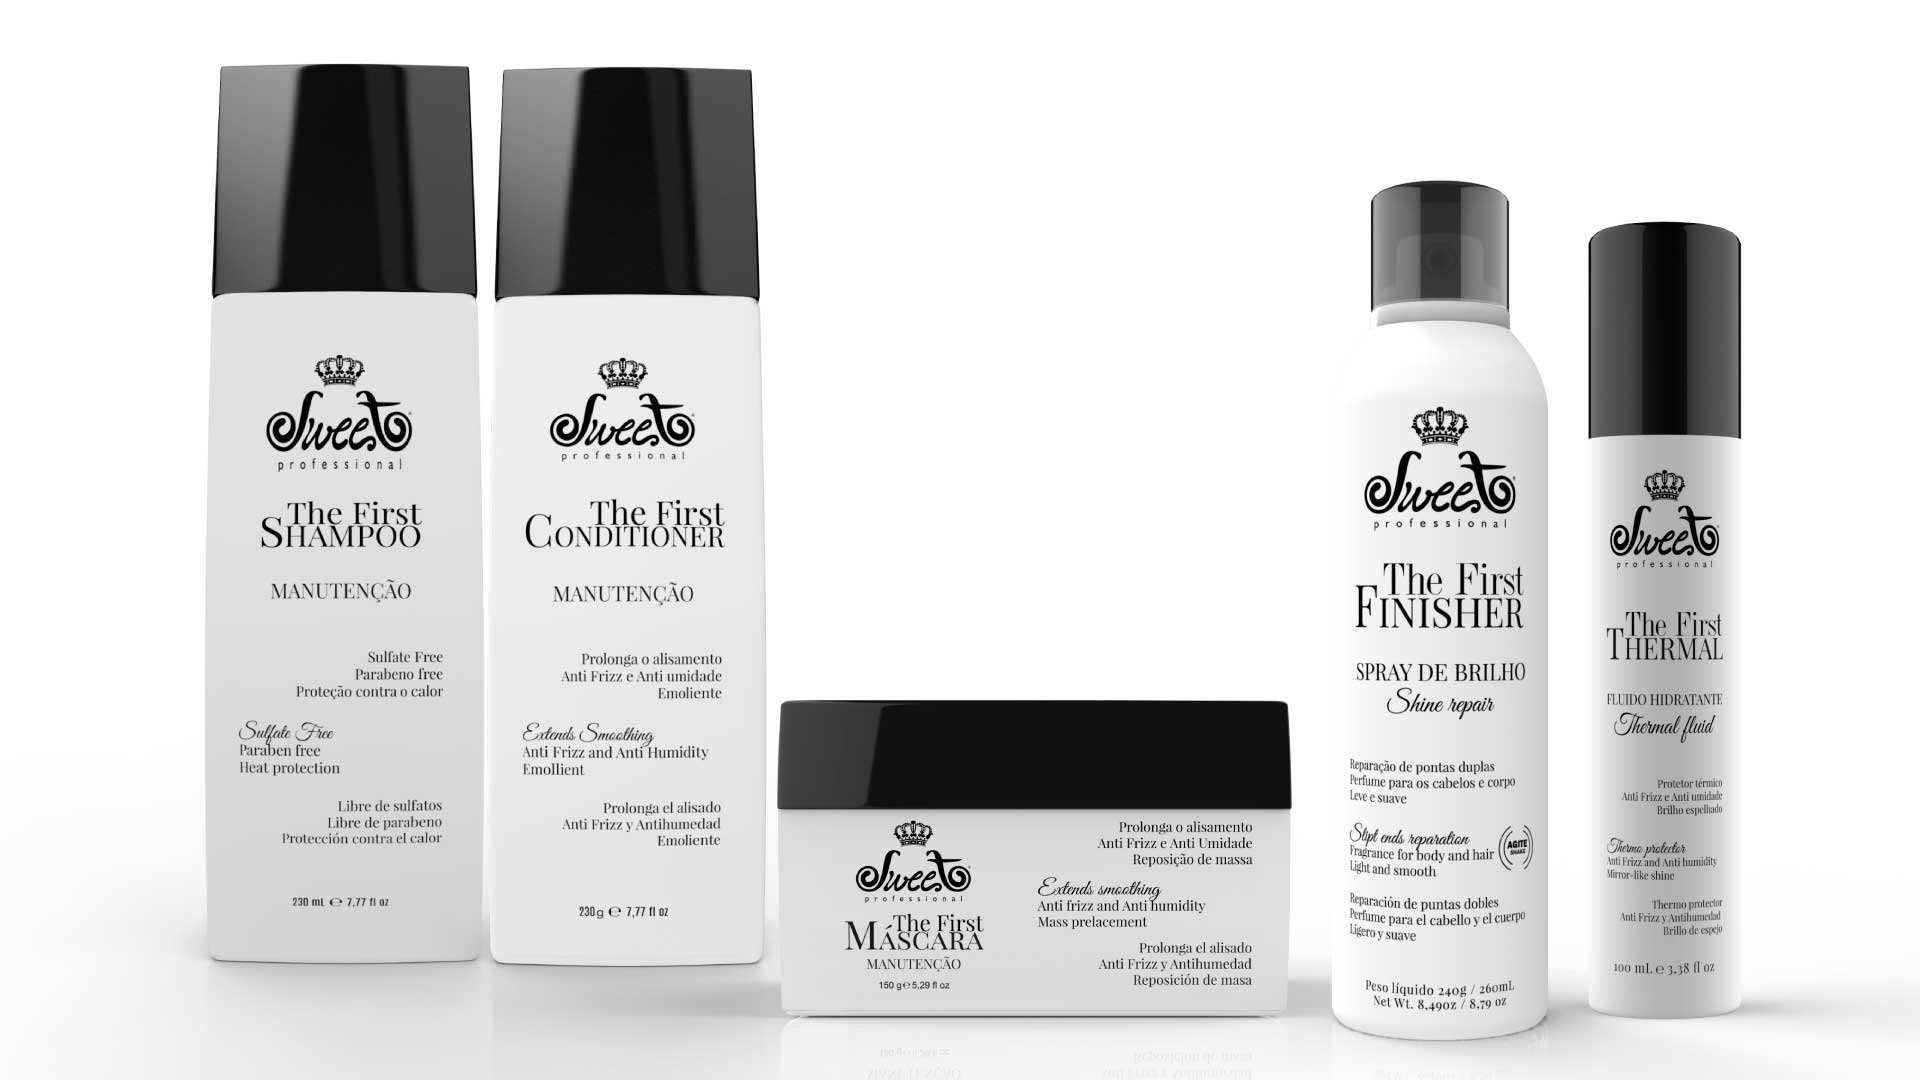 Sweet
professional
The First
SHAMPOO
MANUTENÇÃO
Sulfate Free
Parabeno free
Proteção contra o calor
Sulfate Free
Paraben free
Heat protection
Libre de sulfatos
Libre de parabeno
Protección contra el calor
230 mL ℮ 7,77 fl oz
Sweet
professional
The First
CONDITIONER
MANUTENÇÃO
Prolonga o alisamento
Anti Frizz e Anti umidade
Emoliente
Extends Smoothing
Anti Frizz and Anti Humidity
Emollient
Prolonga el alisado
Anti Frizz y Antihumedad
Emoliente
230g ℮ 7,77 fl oz
Sweet
professional
The First
MÁSCARA
MANUTENÇÃO
150 g ℮ 5,29 fl oz
Prolonga o alisamento
Anti Frizz e Anti Umidade
Reposição de massa
Extends smoothing
Anti frizz and Anti humidity
Mass prelacement
Prolonga el alisado
Anti Frizz y Antihumedad
Reposición de masa
Sweet
professional
The First
FINISHER
SPRAY DE BRILHO
Shine repair
Reparação de pontas duplas
Perfume para os cabelos e corpo
Leve e suave
Slipt ends reparation
Fragrance for body and hair
Light and smooth
AGITE
SHAKE
Reparación de puntas dobles
Perfume para el cabello y el cuerpo
Ligero y suave
Peso líquido 240g / 260mL
Net Wt. 8,49oz / 8,79 oz
Sweet
professional
The First
THERMAL
FLUIDO HIDRATANTE
Thermal fluid
Protetor térmico
Anti Frizz e Anti umidade
Brilho espelhado
Thermo protector
Anti Frizz and Anti humidity
Mirror-like shine
Thermo protector
Anti Frizz y Antihumedad
Brillo de espejo
100 mL ℮ 3,38 fl oz